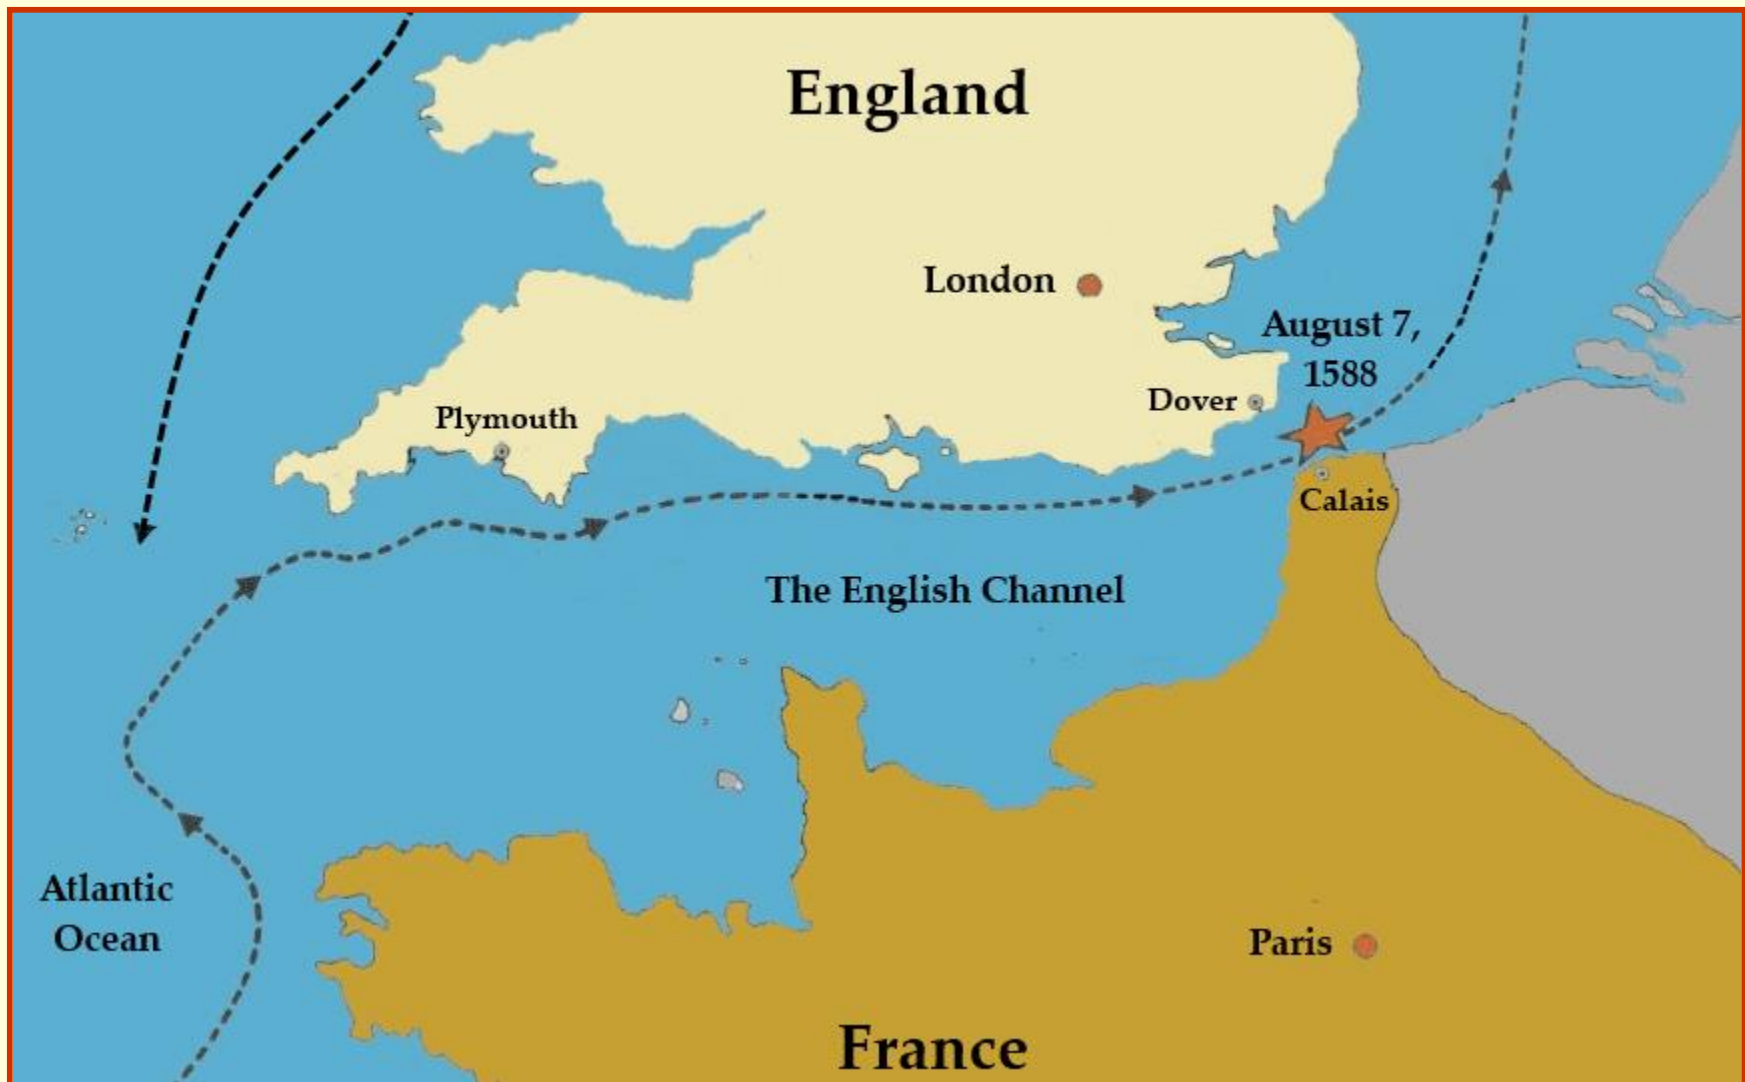 England
London
August 7,
1588
Dover
Plymouth
Calais
The English Channel
Atlantic
Ocean
Paris
France